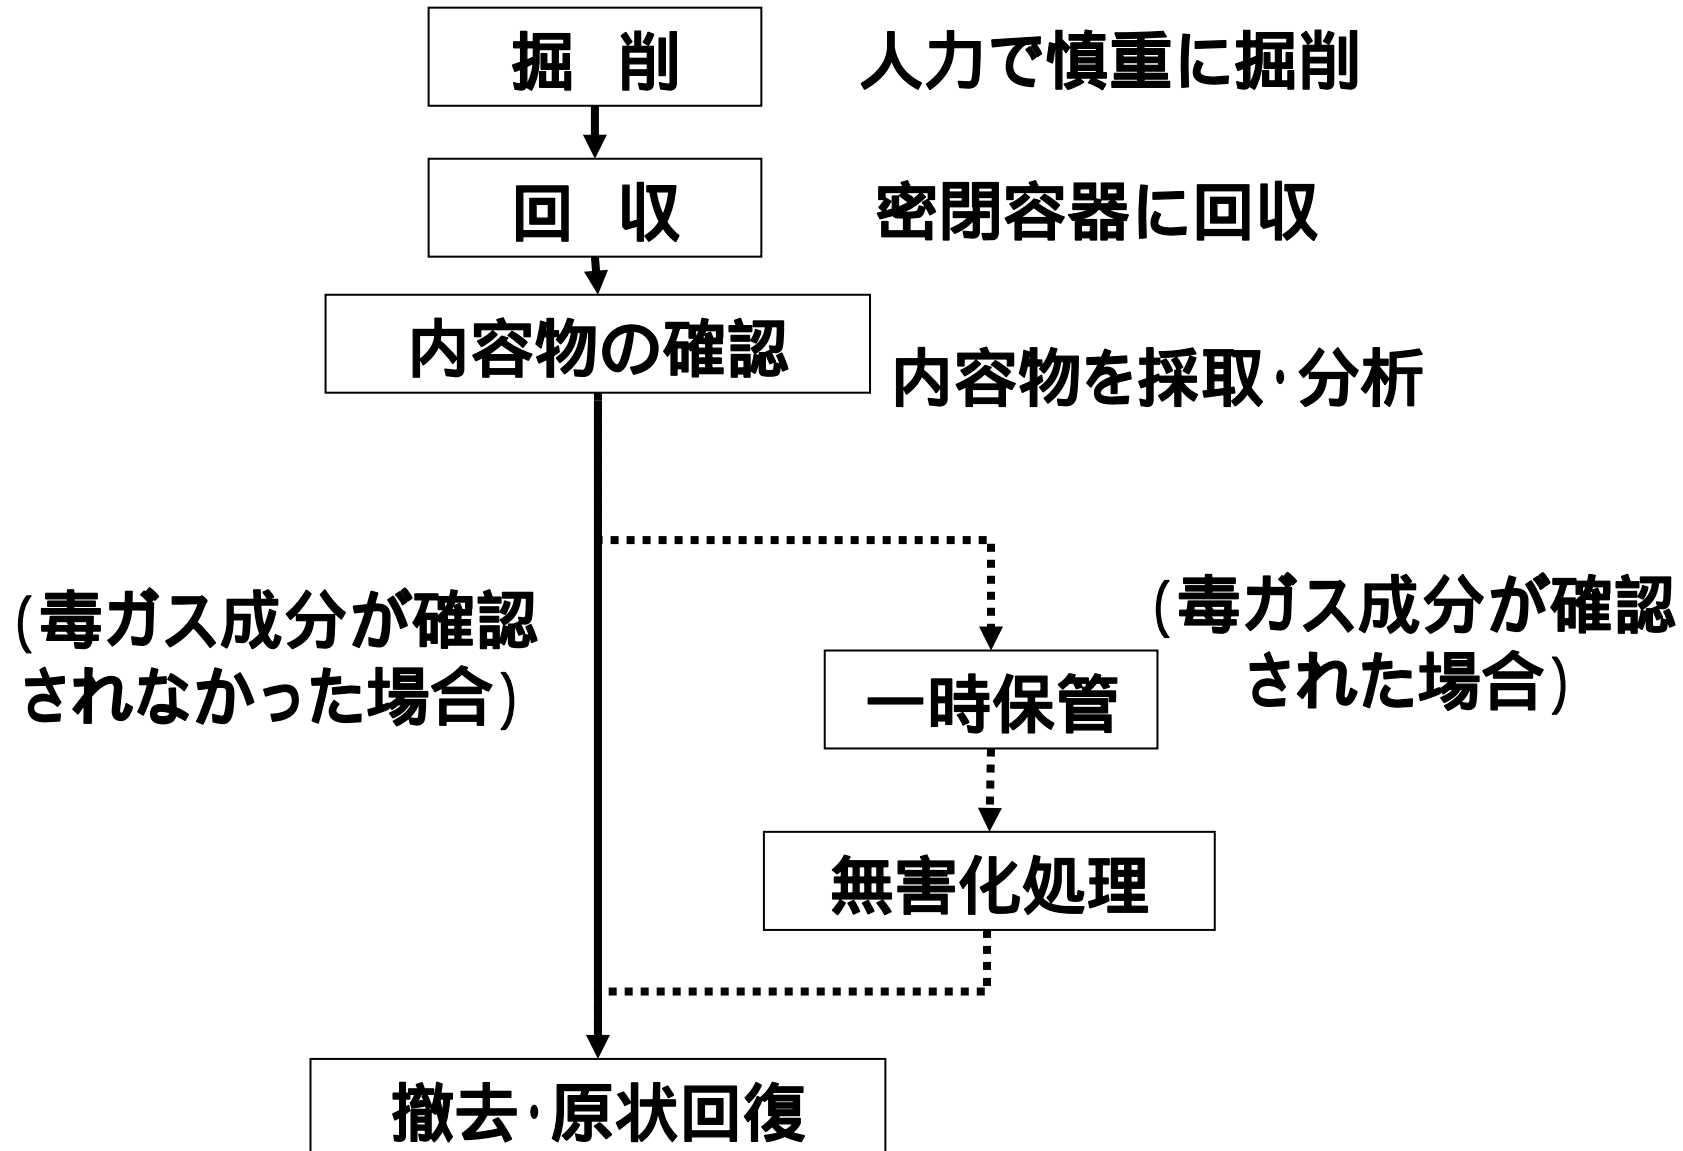 掘 削
人力で慎重に掘削
回 収
密閉容器に回収
内容物の確認
内容物を採取･分析
(毒ガス成分が確認
されなかった場合)
(毒ガス成分が確認
された場合)
一時保管
無害化処理
撤去･原状回復